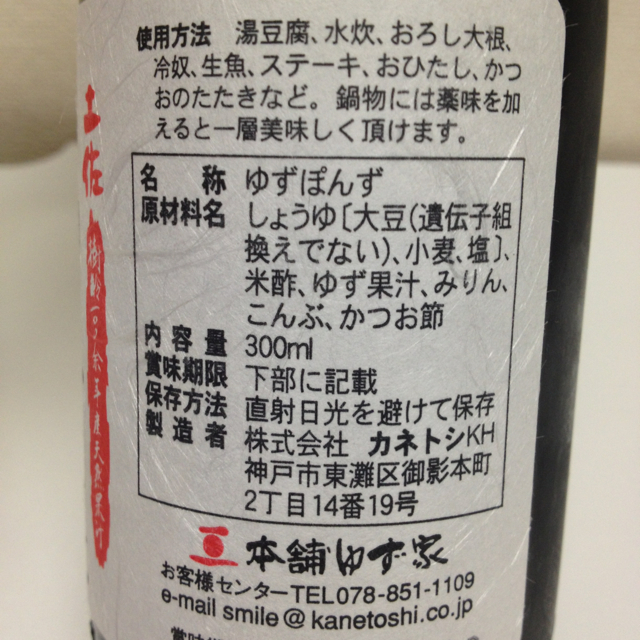 使用方法　湯豆腐、水炊、おろし大根、
冷奴、生魚、ステーキ、おひたし、かつ
おのたたきなど。鍋物には薬味を加
えると一層美味しく頂けます。
名称　ゆずぽんず
原材料名　しょうゆ〔大豆(遺伝子組
換えでない)、小麦、塩〕、
米酢、ゆず果汁、みりん、
こんぶ、かつお節
内容量　300ml
賞味期限　下部に記載
保存方法　直射日光を避けて保存
製造者　株式会社　カネトシKH
神戸市東灘区御影本町
2丁目14番19号
本舗ゆず家
お客様センターTEL078-851-1109
e-mail smile@kanetoshi.co.jp
土佐